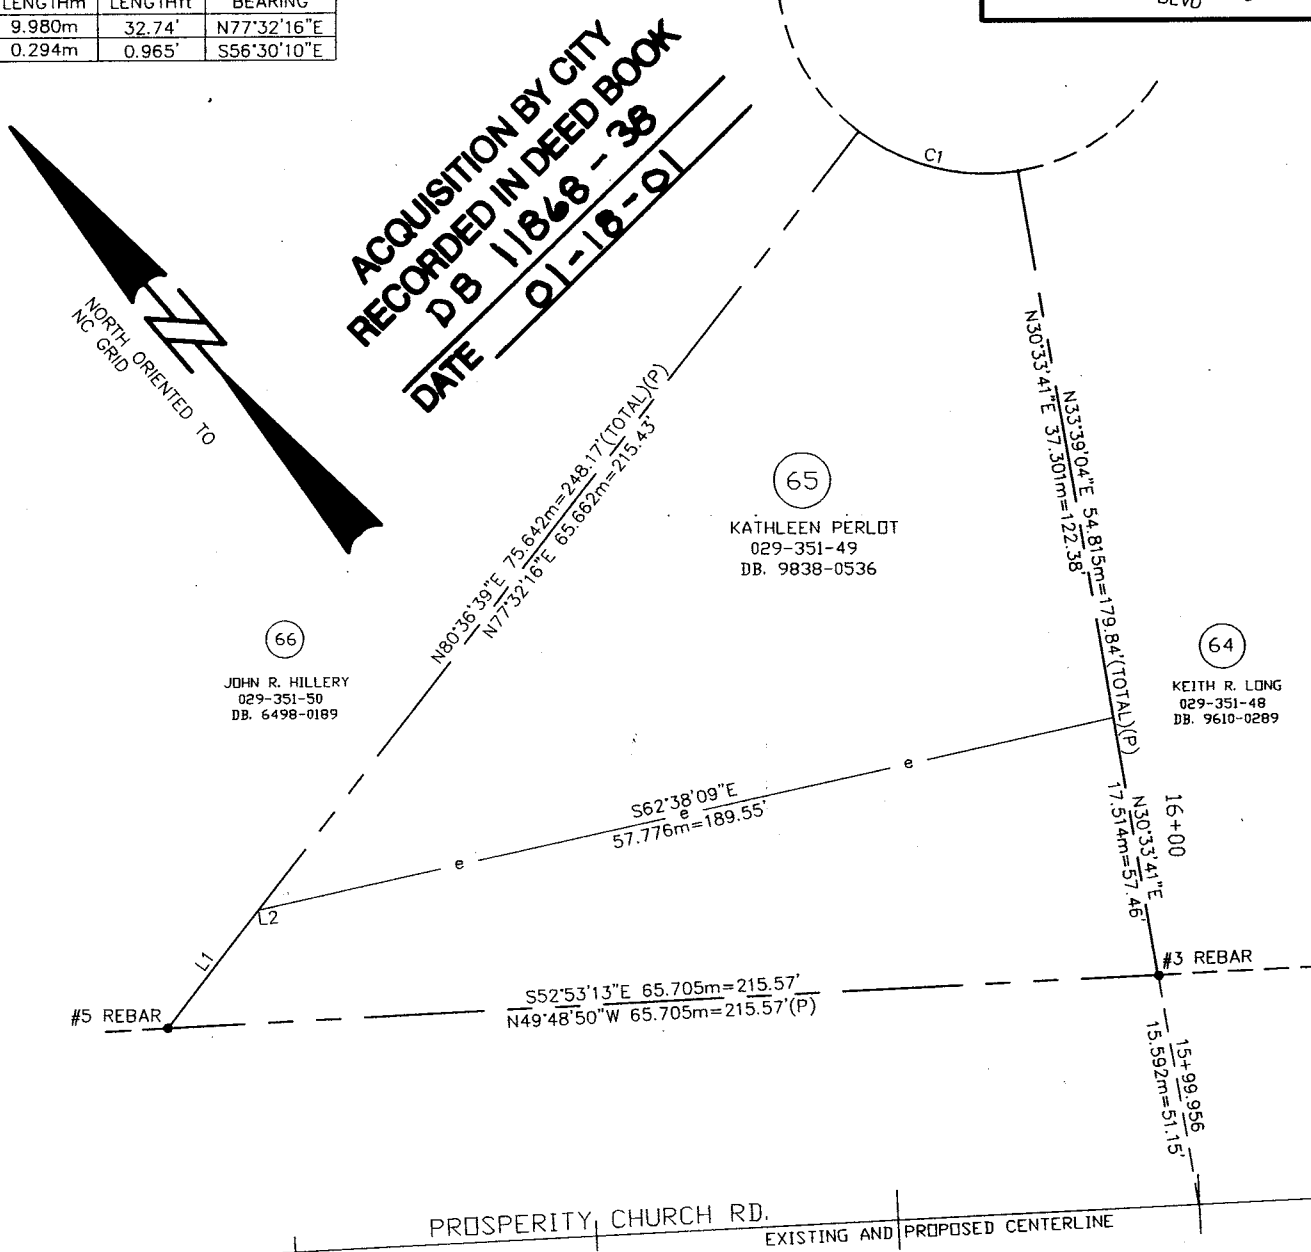 LENGTHm LENGTHft BEARING
9.980m 32.74' N77°32'16"E
0.294m 0.965' S56°30'10"E
BLVD
ACQUISITION BY CITY
RECORDED IN DEED BOOK
DB 11868-38
DATE 01-18-01
C1
NORTH ORIENTED TO
NC GRID
N80°36'39"E 75.642m=248.17'(TOTAL)(P)
N77°32'16"E 65.662m=215.43'
N33°39'04"E 54.815m=179.84'(TOTAL)(P)
N30°33'41"E 37.301m=122.38'
65
KATHLEEN PERLOT
029-351-49
DB. 9838-0536
66
JOHN R. HILLERY
029-351-50
DB. 6498-0189
64
KEITH R. LONG
029-351-48
DB. 9610-0289
S62°38'09"E
57.776m=189.55'
e
e
e
N30°33'41"E
17.514m=57.46'
16+00
L2
L1
#3 REBAR
#5 REBAR
S52°53'13"E 65.705m=215.57'
N49°48'50"W 65.705m=215.57'(P)
15+99.956
15.592m=51.15'
PROSPERITY CHURCH RD.
EXISTING AND PROPOSED CENTERLINE